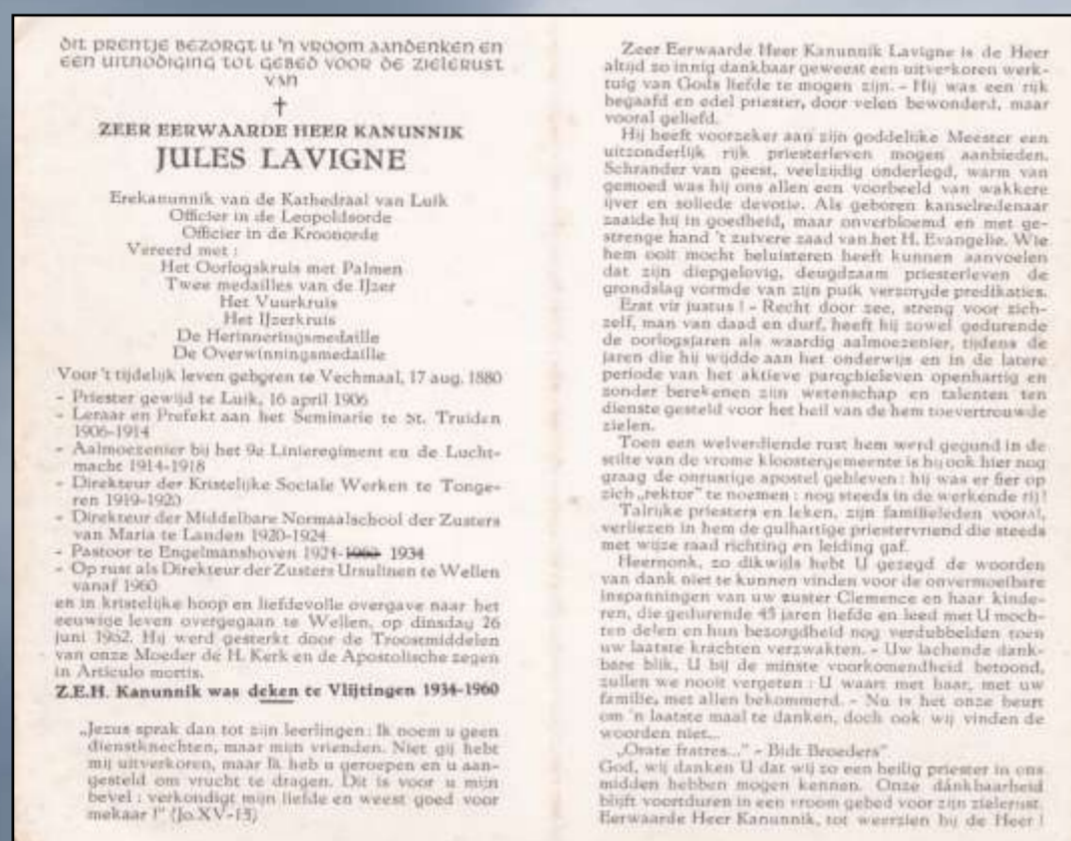 Dit prentje bezorgt u 'n vroom aandenken en
een uitnodiging tot gebed voor de zielerust
van
†
ZEER EERWAARDE HEER KANUNNIK
JULES LAVIGNE
Erekanunnik van de Kathedraal van Luik
Officier in de Leopoldsorde
Officier in de Kroonorde
Vereerd met :
Het Oorlogskruis met Palmen
Twee medailles van de IJzer
Het Vuurkruis
Het IJzerkruis
De Herinneringsmedaille
De Overwinningsmedaille
Voor 't tijdelijk leven geboren te Vechmaal, 17 aug. 1880
- Priester gewijd te Luik, 16 april 1906
- Leraar en Prefekt aan het Seminarie te St. Truiden
1906-1914
- Aalmoezenier bij het 9e Linieregiment en de Lucht-
macht 1914-1918
- Direkteur der Kristelijke Sociale Werken te Tonge-
ren 1919-1920
- Direkteur der Middelbare Normaalschool der Zusters
van Maria te Landen 1920-1924
- Pastoor te Engelmanshoven 1924-1960 1934
- Op rust als Direkteur der Zusters Ursulinen te Wellen
vanaf 1960
en in kristelijke hoop en liefdevolle overgave naar het
eeuwige leven overgegaan te Wellen, op dinsdag 26
juni 1962. Hij werd gesterkt door de Troostmiddelen
van onze Moeder de H. Kerk en de Apostolische zegen
in Articulo mortis.
Z.E.H. Kanunnik was deken te Vlijtingen 1934-1960
„Jezus sprak dan tot zijn leerlingen : Ik noem u geen
dienstknechten, maar mijn vrienden. Niet gij hebt
mij uitverkoren, maar Ik heb u geroepen en u aan-
gesteld om vrucht te dragen. Dit is voor u mijn
bevel : verkondigt mijn liefde en weest goed voor
mekaar !" (Jo.XV-15)
Zeer Eerwaarde Heer Kanunnik Lavigne is de Heer
altijd zo innig dankbaar geweest een uitverkoren werk-
tuig van Gods liefde te mogen zijn. - Hij was een rijk
begaafd en edel priester, door velen bewonderd, maar
vooral geliefd.
Hij heeft voorzeker aan zijn goddelijke Meester een
uitzonderlijk rijk priesterleven mogen aanbieden.
Schrander van geest, veelzijdig onderlegd, warm van
gemoed was hij ons allen een voorbeeld van wakkere
ijver en soliede devotie. Als geboren kanselredenaar
zaaide hij in goedheid, maar onverbloemd en met ge-
strenge hand 't zuivere zaad van het H. Evangelie. Wie
hem ooit mocht beluisteren heeft kunnen aanvoelen
dat zijn diepgelovig, deugdzaam priesterleven de
grondslag vormde van zijn puik verzorgde predikaties.
Erat vir justus ! - Recht door zee, streng voor zich-
zelf, man van daad en durf, heeft hij zowel gedurende
de oorlogsjaren als waardig aalmoezenier, tijdens de
jaren die hij wijdde aan het onderwijs en in de latere
periode van het aktieve parochieleven openhartig en
zonder berekenen zijn wetenschap en talenten ten
dienste gesteld voor het heil van de hem toevertrouwde
zielen.
Toen een welverdiende rust hem werd gegund in de
stilte van de vrome kloostergemeente is hij ook hier nog
graag de onrustige apostel gebleven : hij was er fier op
zich „rektor" te noemen : nog steeds in de werkende rij !
Talrijke priesters en leken, zijn familieleden vooral,
verliezen in hem de gulhartige priestervriend die steeds
met wijze raad richting en leiding gaf.
Heernonk, zo dikwijls hebt U gezegd de woorden
van dank niet te kunnen vinden voor de onvermoeibare
inspanningen van uw zuster Clemence en haar kinde-
ren, die gedurende 45 jaren liefde en leed met U moch-
ten delen en hun bezorgdheid nog verdubbelden toen
uw laatste krachten verzwakten. - Uw lachende dank-
bare blik, U bij de minste voorkomendheid betoond,
zullen we nooit vergeten : U waart met haar, met uw
familie, met allen bekommerd. - Nu is het onze beurt
om 'n laatste maal te danken, doch ook wij vinden de
woorden niet...
„Orate fratres..." - Bidt Broeders"
God, wij danken U dat wij zo een heilig priester in ons
midden hebben mogen kennen. Onze dankbaarheid
blijft voortduren in een vroom gebed voor zijn zielerust.
Eerwaarde Heer Kanunnik, tot weerzien bij de Heer !